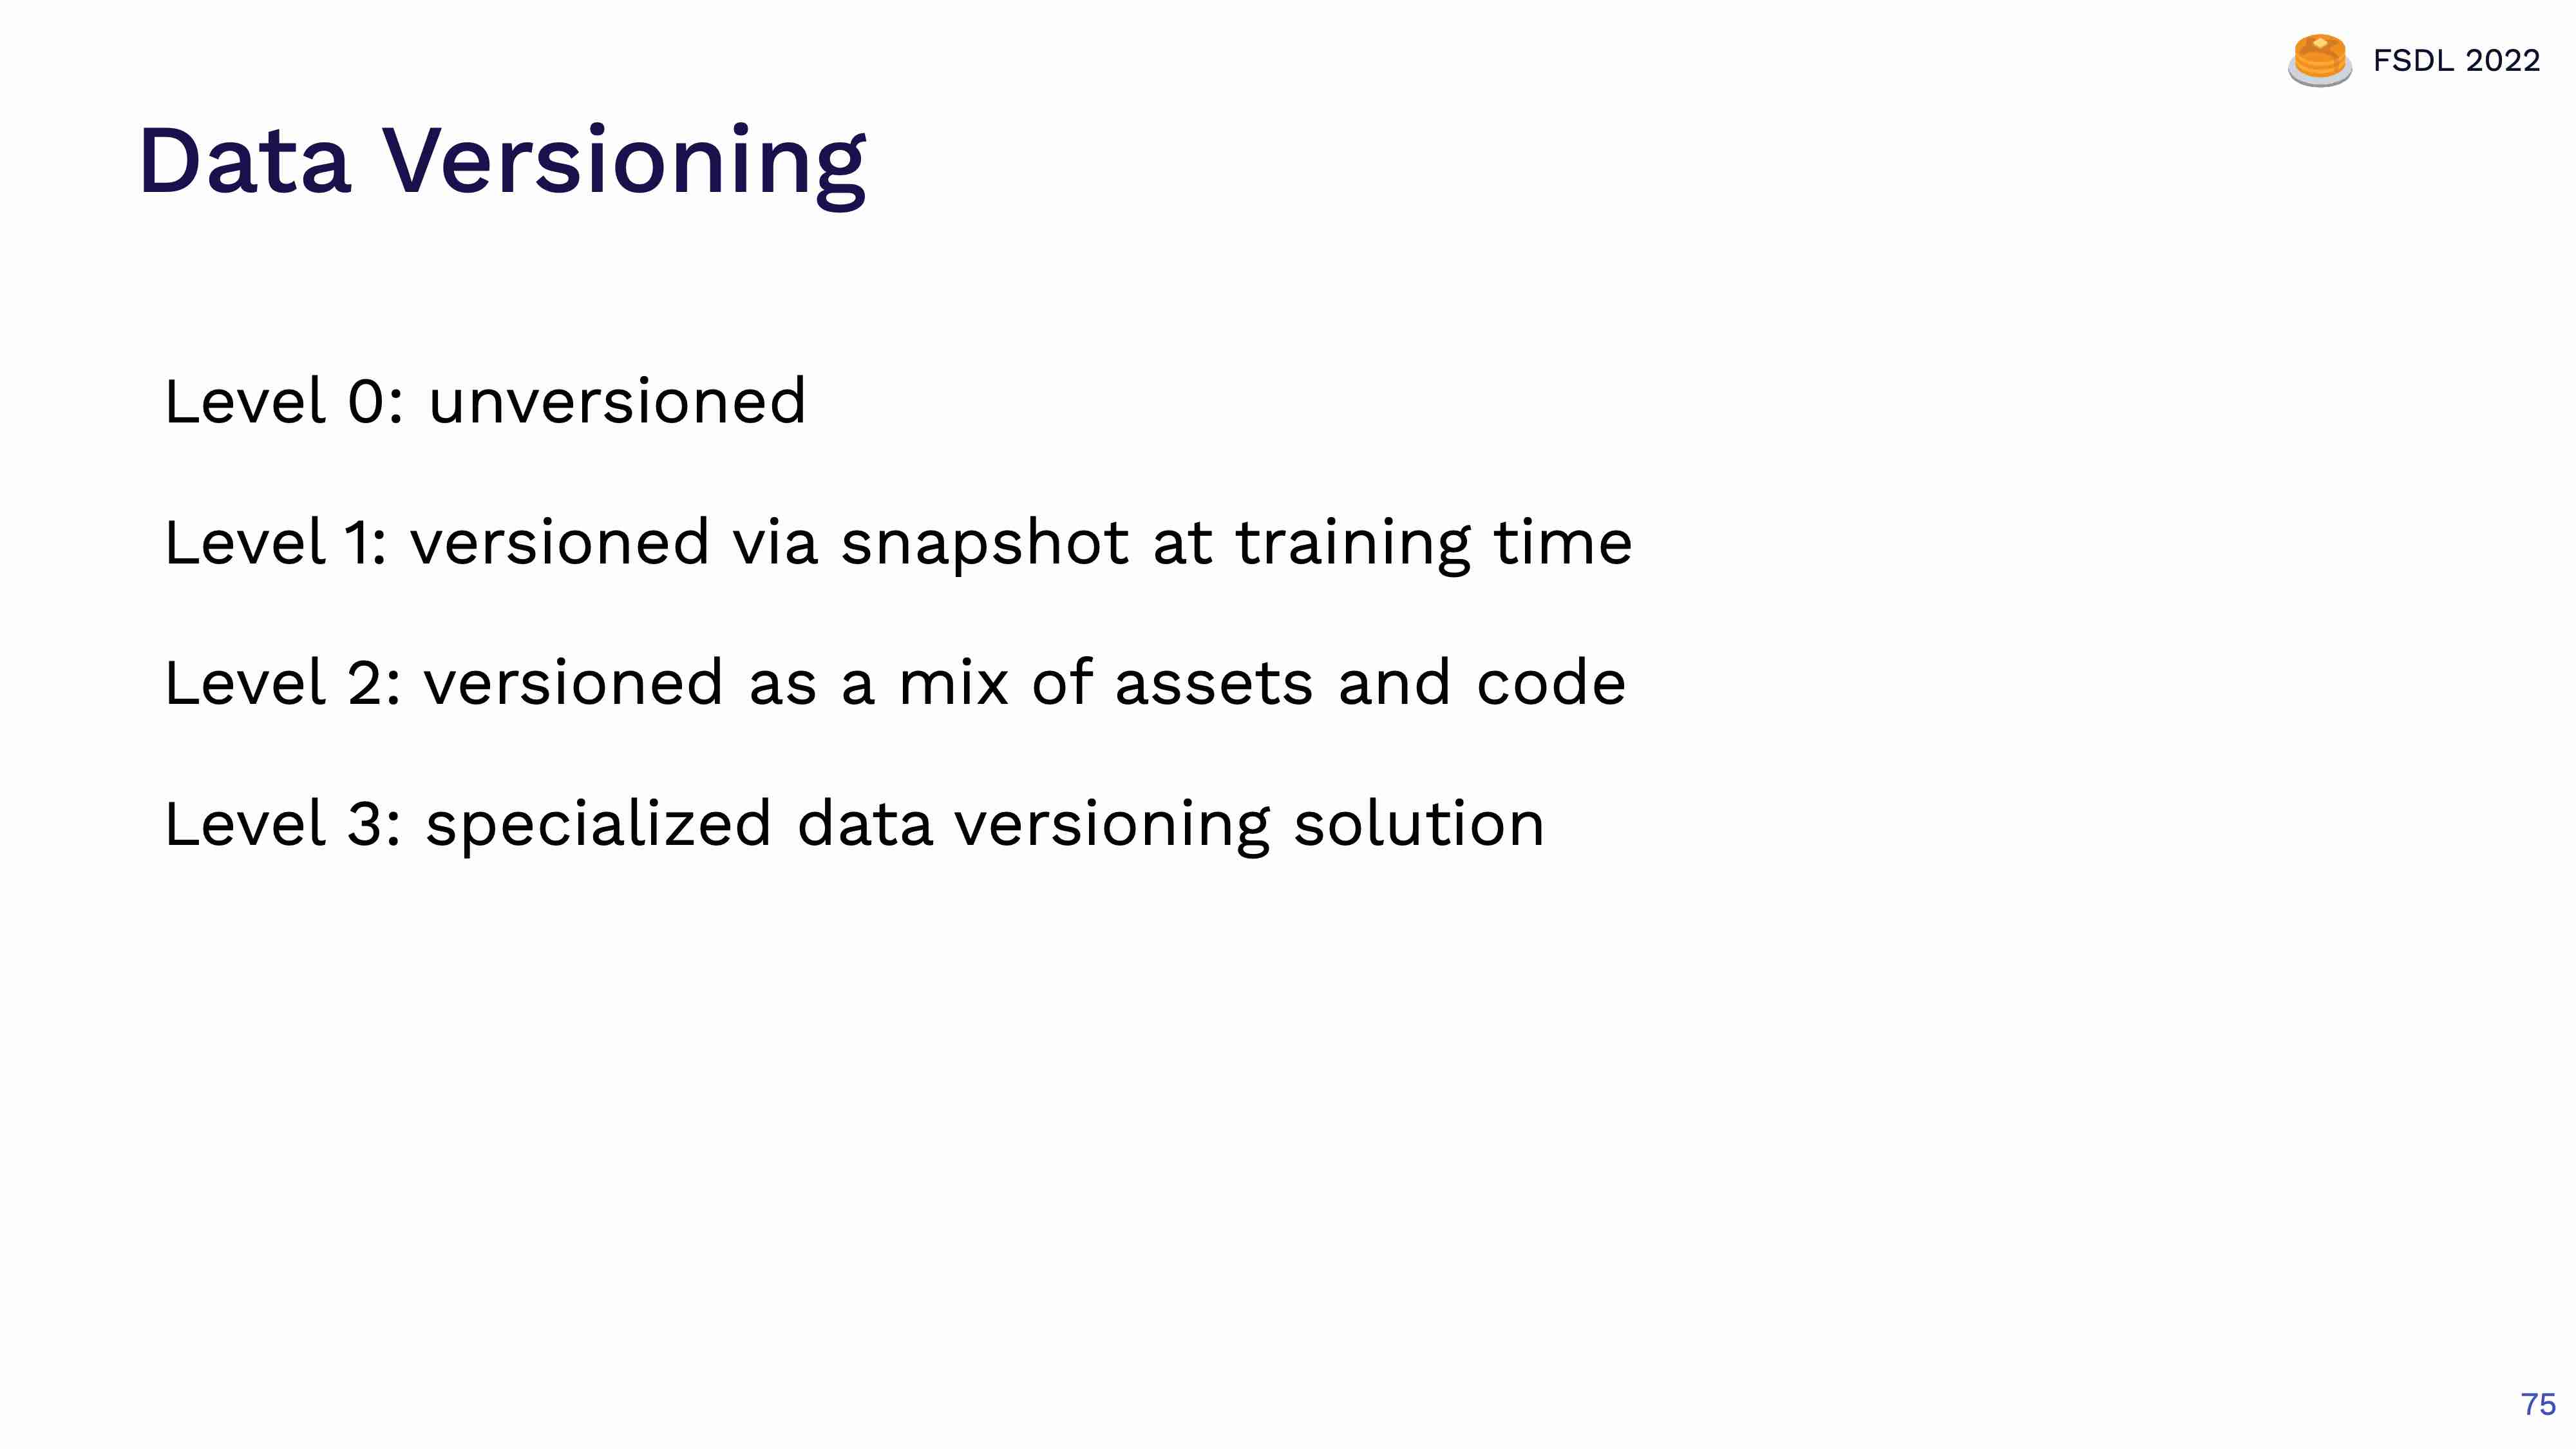 FSDL 2022
Data Versioning
Level 0: unversioned
Level 1: versioned via snapshot at training time
Level 2: versioned as a mix of assets and code
Level 3: specialized data versioning solution
75